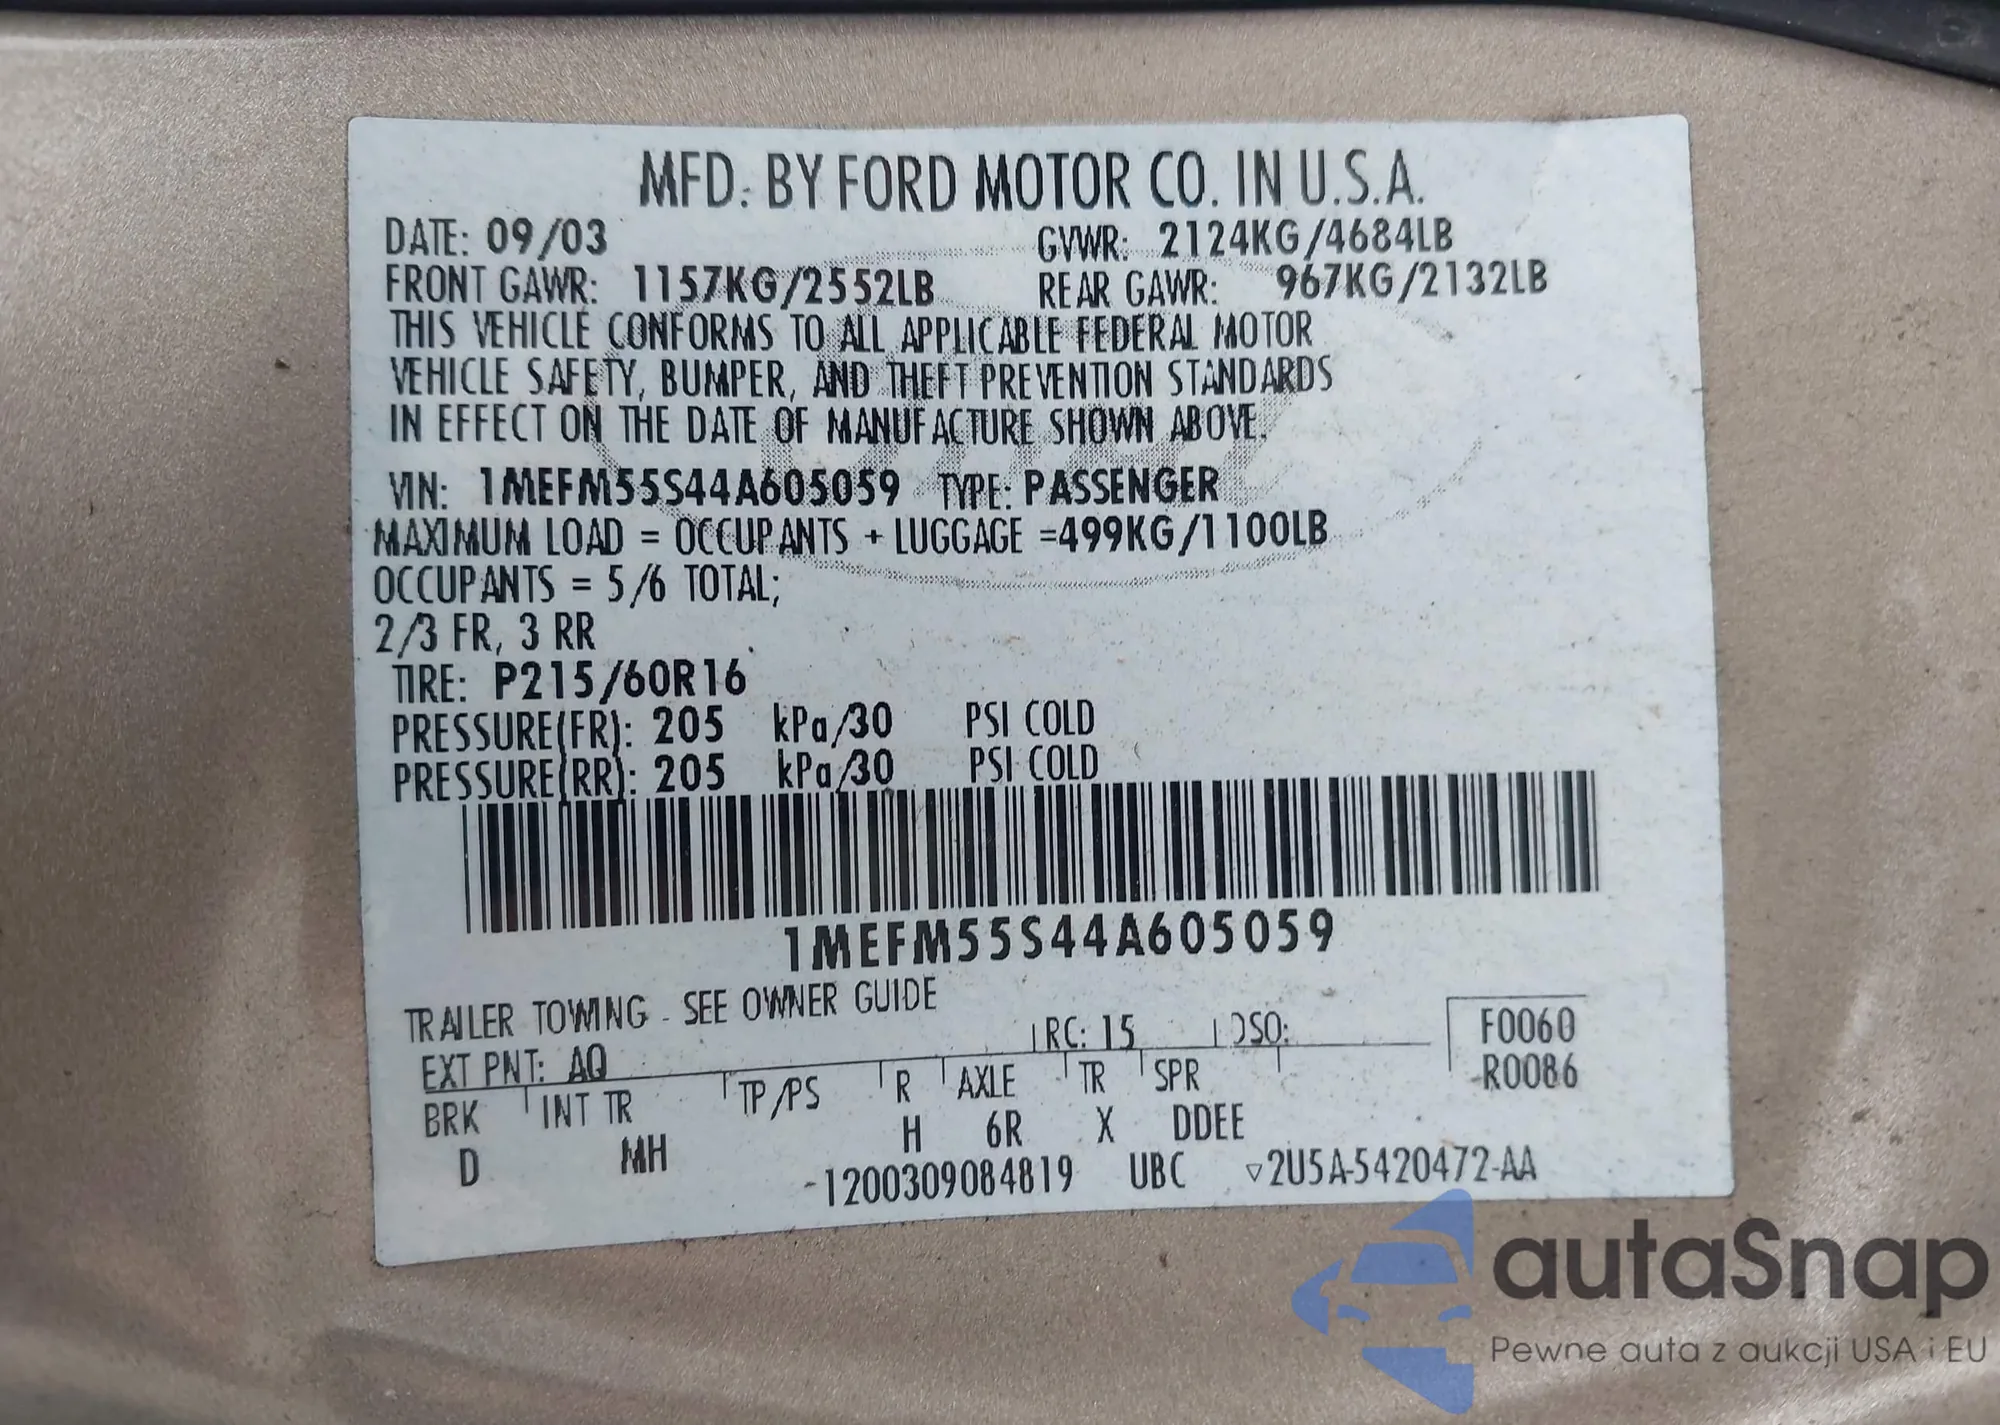 MFD. BY FORD MOTOR CO. IN U.S.A.
DATE: 09/03 GVWR: 2124KG/4684LB
FRONT GAWR: 1157KG/2552LB REAR GAWR: 967KG/2132LB
THIS VEHICLE CONFORMS TO ALL APPLICABLE FEDERAL MOTOR
VEHICLE SAFETY, BUMPER, AND THEFT PREVENTION STANDARDS
IN EFFECT ON THE DATE OF MANUFACTURE SHOWN ABOVE.
VIN: 1MEFM55S44A605059 TYPE: PASSENGER
MAXIMUM LOAD = OCCUPANTS + LUGGAGE =499KG/1100LB
OCCUPANTS = 5/6 TOTAL;
2/3 FR, 3 RR
TIRE: P215/60R16
PRESSURE(FR): 205 kPa/30 PSI COLD
PRESSURE(RR): 205 kPa/30 PSI COLD
1MEFM55S44A605059
TRAILER TOWING - SEE OWNER GUIDE
EXT PNT: AQ RC: 15 DSO: F0060
R0086
BRK INT TR TP/PS R AXLE TR SPR
D MH H 6R X DDEE
-1200309084819 UBC ▽2U5A-5420472-AA
autaSnap
Pewne auta z aukcji USA i EU